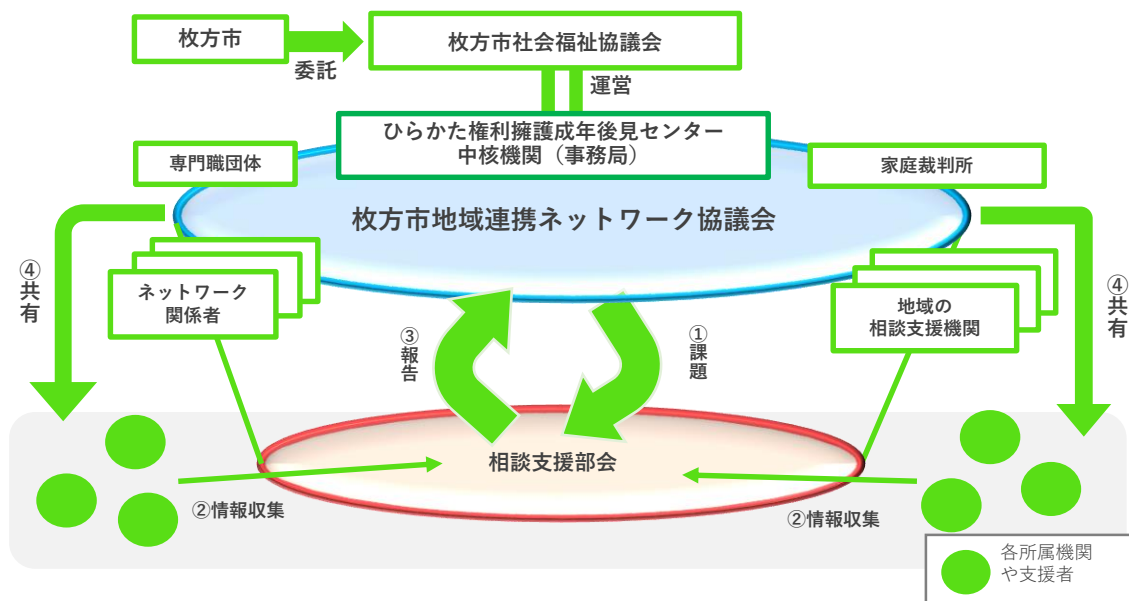 枚方市
委託
枚方市社会福祉協議会
運営
ひらかた権利擁護成年後見センター
中核機関（事務局）
専門職団体
家庭裁判所
枚方市地域連携ネットワーク協議会
④共有
ネットワーク
関係者
地域の
相談支援機関
④共有
③報告
①課題
相談支援部会
②情報収集
②情報収集
各所属機関
や支援者